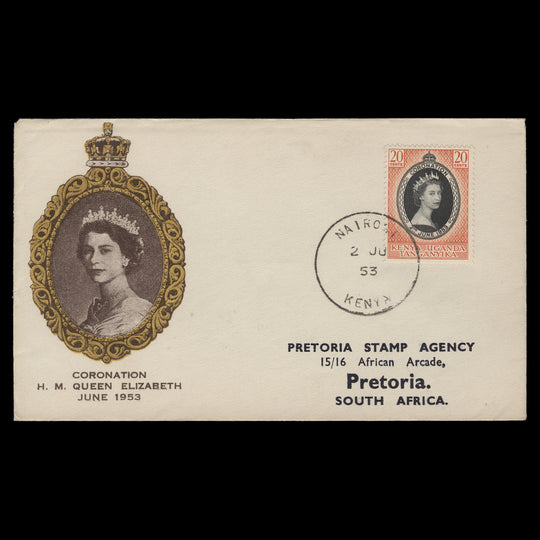 CORONATION
H. M. QUEEN ELIZABETH
JUNE 1953
20 CENTS
20 CENTS
CORONATION
2ND JUNE 1953
KENYA UGANDA
TANGANYIKA
2 JU
53
KENYA
PRETORIA STAMP AGENCY
15/16 African Arcade,
Pretoria.
SOUTH AFRICA.